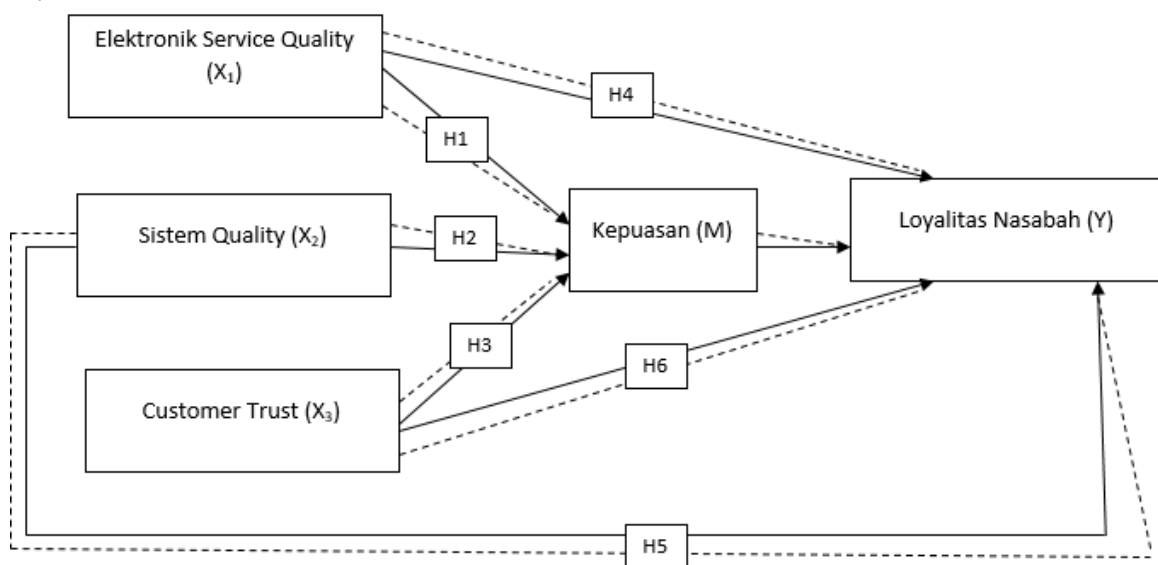 Elektronik Service Quality
(X₁)
H4
H1
Sistem Quality (X₂)
H2
Kepuasan (M)
Loyalitas Nasabah (Y)
H3
H6
Customer Trust (X₃)
H5